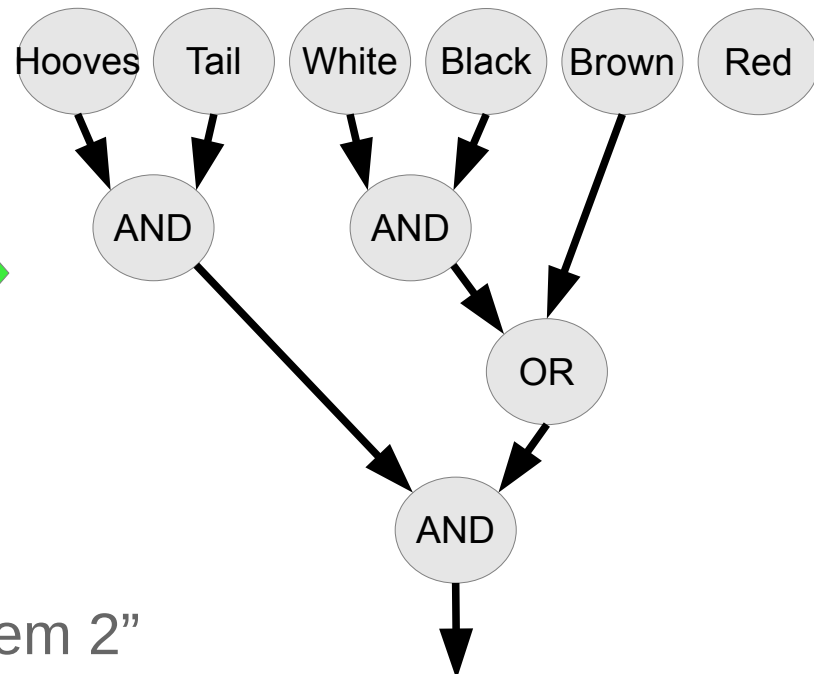 Hooves Tail White Black Brown Red
AND AND
OR
AND
em 2”